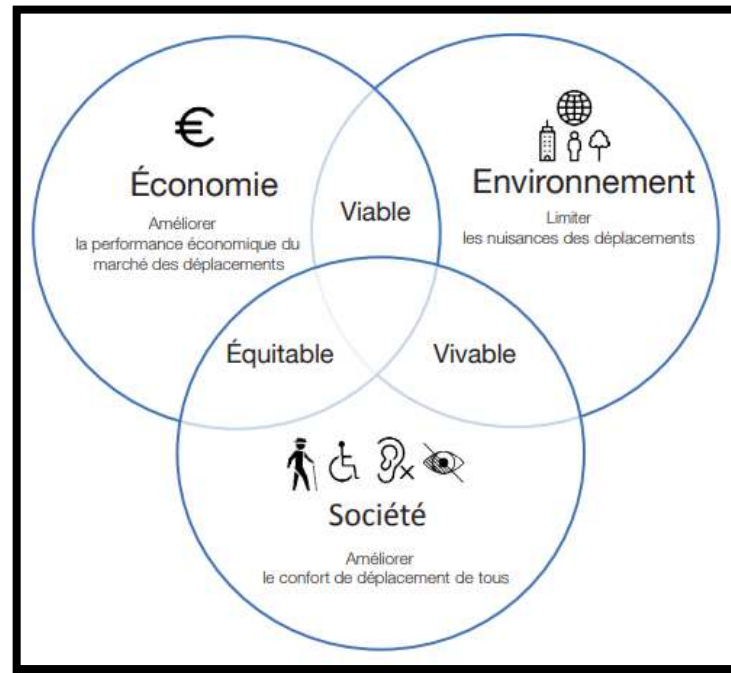 €
Économie
Améliorer
la performance économique du
marché des déplacements
Viable
Environnement
Limiter
les nuisances des déplacements
Équitable
Vivable
Société
Améliorer
le confort de déplacement de tous